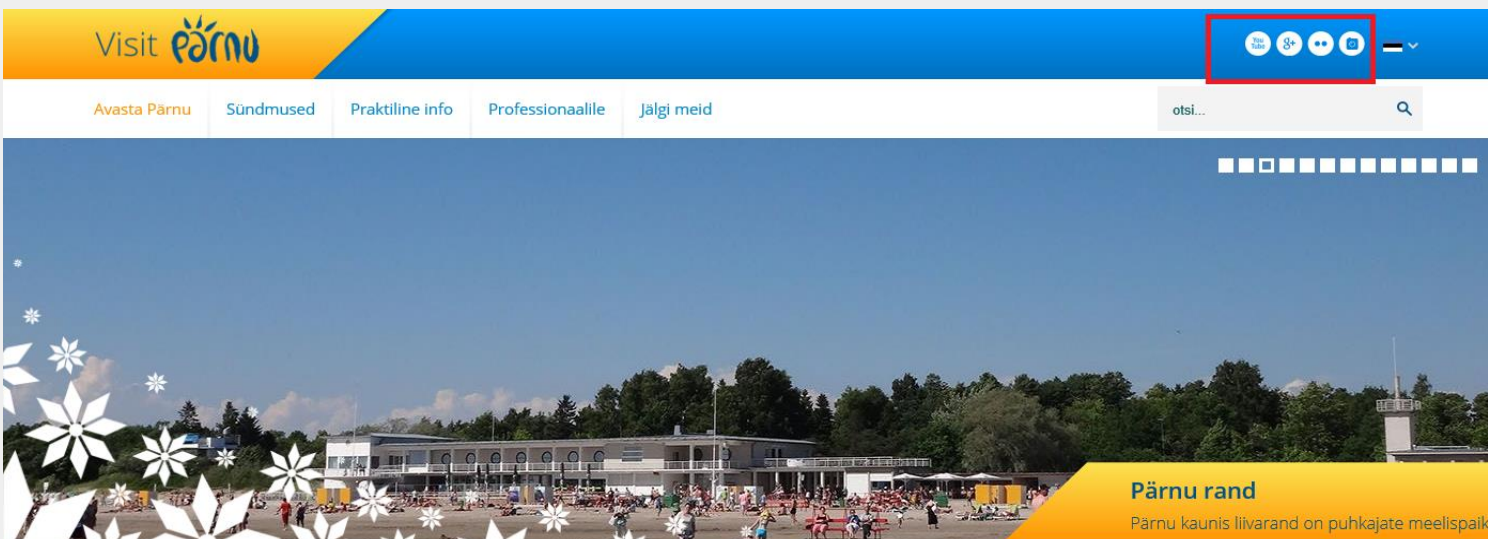 Visit Pärnu
You Tube
g+
Avasta Pärnu Sündmused Praktiline info Professionaalile Jälgi meid
otsi...
Pärnu rand
Pärnu kaunis liivarand on puhkajate meelispaik